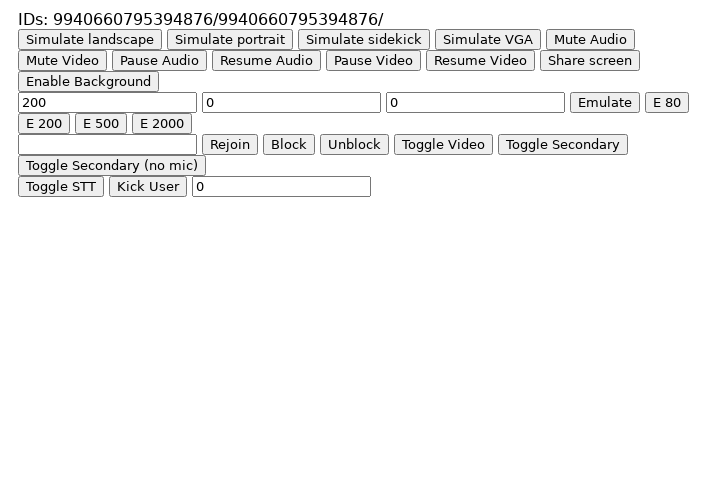 IDs: 9940660795394876/9940660795394876/
Simulate landscape Simulate portrait Simulate sidekick Simulate VGA Mute Audio
Mute Video Pause Audio Resume Audio Pause Video Resume Video Share screen
Enable Background
200 0 0 Emulate E 80
E 200 E 500 E 2000
Rejoin Block Unblock Toggle Video Toggle Secondary
Toggle Secondary (no mic)
Toggle STT Kick User 0